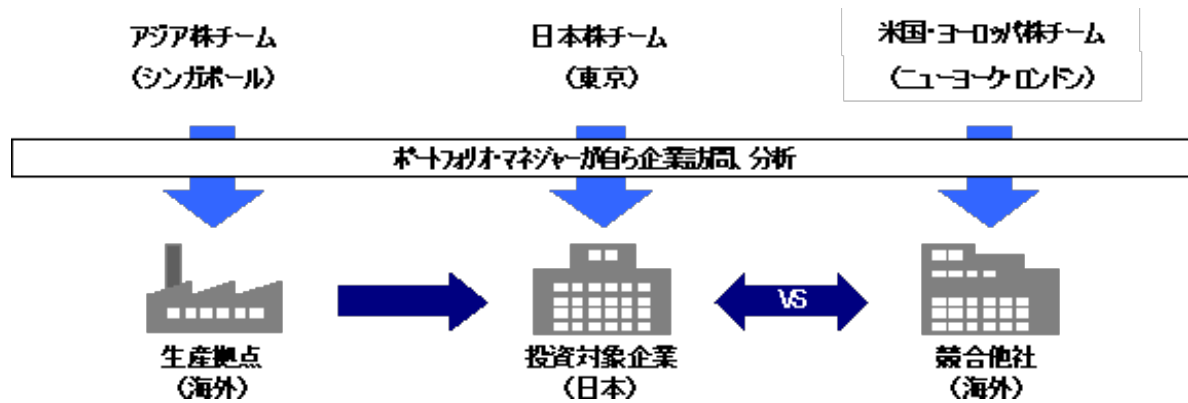 アジア株チーム
(シンガポール)
日本株チーム
(東京)
米国・ヨーロッパ株チーム
(ニューヨーク・ロンドン)
ポートフォリオ・マネジャーが自ら企業訪問、分析
VS
生産拠点
(海外)
投資対象企業
(日本)
競合他社
(海外)